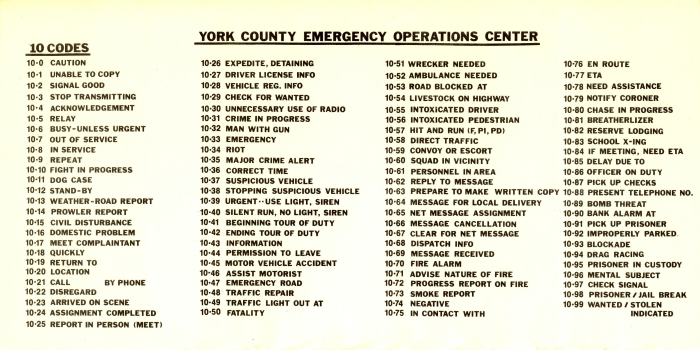 YORK COUNTY EMERGENCY OPERATIONS CENTER
10 CODES
10-0 CAUTION
10-1 UNABLE TO COPY
10-2 SIGNAL GOOD
10-3 STOP TRANSMITTING
10-4 ACKNOWLEDGEMENT
10-5 RELAY
10-6 BUSY-UNLESS URGENT
10-7 OUT OF SERVICE
10-8 IN SERVICE
10-9 REPEAT
10-10 FIGHT IN PROGRESS
10-11 DOG CASE
10-12 STAND-BY
10-13 WEATHER-ROAD REPORT
10-14 PROWLER REPORT
10-15 CIVIL DISTURBANCE
10-16 DOMESTIC PROBLEM
10-17 MEET COMPLAINTANT
10-18 QUICKLY
10-19 RETURN TO
10-20 LOCATION
10-21 CALL BY PHONE
10-22 DISREGARD
10-23 ARRIVED ON SCENE
10-24 ASSIGNMENT COMPLETED
10-25 REPORT IN PERSON (MEET)
10-26 EXPEDITE, DETAINING
10-27 DRIVER LICENSE INFO
10-28 VEHICLE REG. INFO
10-29 CHECK FOR WANTED
10-30 UNNECESSARY USE OF RADIO
10-31 CRIME IN PROGRESS
10-32 MAN WITH GUN
10-33 EMERGENCY
10-34 RIOT
10-35 MAJOR CRIME ALERT
10-36 CORRECT TIME
10-37 SUSPICIOUS VEHICLE
10-38 STOPPING SUSPICIOUS VEHICLE
10-39 URGENT--USE LIGHT, SIREN
10-40 SILENT RUN, NO LIGHT, SIREN
10-41 BEGINNING TOUR OF DUTY
10-42 ENDING TOUR OF DUTY
10-43 INFORMATION
10-44 PERMISSION TO LEAVE
10-45 MOTOR VEHICLE ACCIDENT
10-46 ASSIST MOTORIST
10-47 EMERGENCY ROAD
10-48 TRAFFIC REPAIR
10-49 TRAFFIC LIGHT OUT AT
10-50 FATALITY
10-51 WRECKER NEEDED
10-52 AMBULANCE NEEDED
10-53 ROAD BLOCKED AT
10-54 LIVESTOCK ON HIGHWAY
10-55 INTOXICATED DRIVER
10-56 INTOXICATED PEDESTRIAN
10-57 HIT AND RUN (F, PI, PD)
10-58 DIRECT TRAFFIC
10-59 CONVOY OR ESCORT
10-60 SQUAD IN VICINITY
10-61 PERSONNEL IN AREA
10-62 REPLY TO MESSAGE
10-63 PREPARE TO MAKE WRITTEN COPY
10-64 MESSAGE FOR LOCAL DELIVERY
10-65 NET MESSAGE ASSIGNMENT
10-66 MESSAGE CANCELLATION
10-67 CLEAR FOR NET MESSAGE
10-68 DISPATCH INFO
10-69 MESSAGE RECEIVED
10-70 FIRE ALARM
10-71 ADVISE NATURE OF FIRE
10-72 PROGRESS REPORT ON FIRE
10-73 SMOKE REPORT
10-74 NEGATIVE
10-75 IN CONTACT WITH
10-76 EN ROUTE
10-77 ETA
10-78 NEED ASSISTANCE
10-79 NOTIFY CORONER
10-80 CHASE IN PROGRESS
10-81 BREATHERLIZER
10-82 RESERVE LODGING
10-83 SCHOOL X-ING
10-84 IF MEETING, NEED ETA
10-85 DELAY DUE TO
10-86 OFFICER ON DUTY
10-87 PICK UP CHECKS
10-88 PRESENT TELEPHONE NO.
10-89 BOMB THREAT
10-90 BANK ALARM AT
10-91 PICK UP PRISONER
10-92 IMPROPERLY PARKED
10-93 BLOCKADE
10-94 DRAG RACING
10-95 PRISONER IN CUSTODY
10-96 MENTAL SUBJECT
10-97 CHECK SIGNAL
10-98 PRISONER / JAIL BREAK
10-99 WANTED / STOLEN
INDICATED